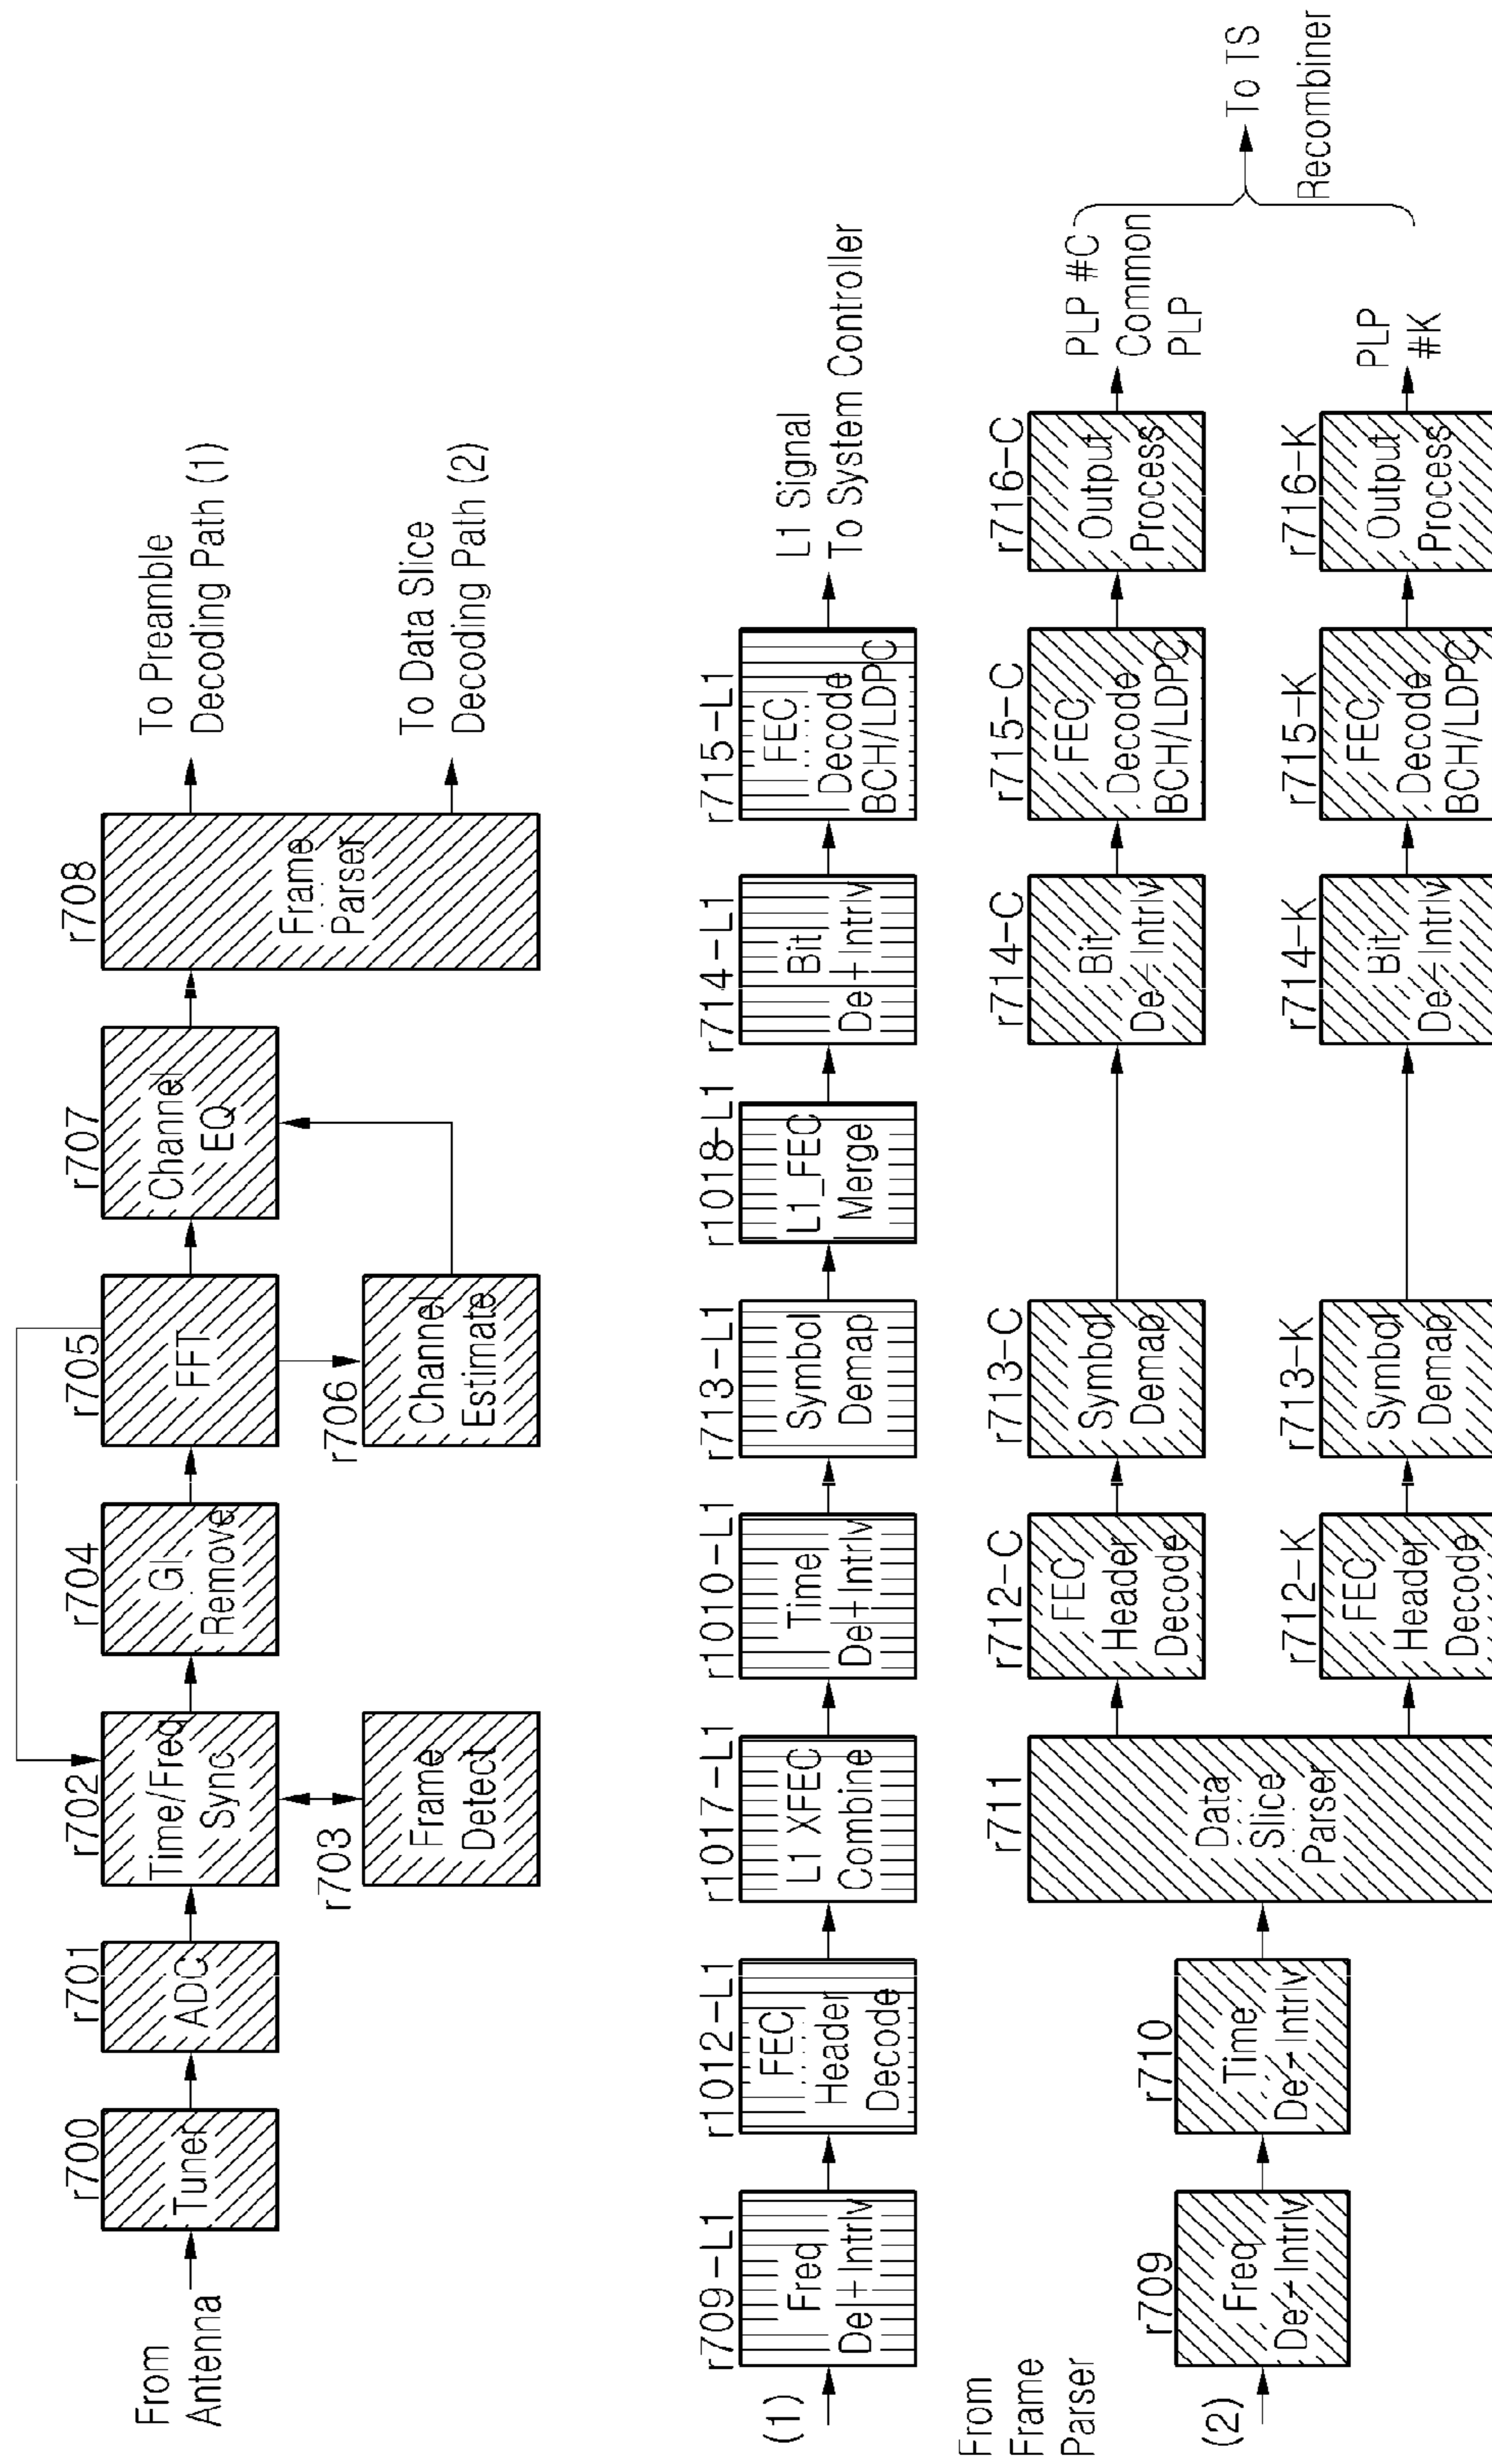 From
Antenna
r700
Tuner
r701
ADC
r702
Time/Freq
Sync
r703
Frame
Detect
r704
GI
Remove
r705
FFT
r706
Channel
Estimate
r707
Channel
EQ
r708
Frame
Parser
To Preamble
Decoding Path (1)
To Data Slice
Decoding Path (2)
(1)
r709-L1
Freq
De-Intrlv
r1012-L1
FEC
Header
Decode
r1017-L1
L1 XFEC
Combine
r1010-L1
Time
De-Intrlv
r713-L1
Symbol
Demap
r1018-L1
L1_FEC
Merge
r714-L1
Bit
De-Intrlv
r715-L1
FEC
Decode
BCH/LDPC
L1 Signal
To System Controller
From
Frame
Parser
(2)
r709
Freq
De-Intrlv
r710
Time
De-Intrlv
r711
Data
Slice
Parser
r712-C
FEC
Header
Decode
r713-C
Symbol
Demap
r714-C
Bit
De-Intrlv
r715-C
FEC
Decode
BCH/LDPC
r716-C
Output
Process
PLP #C
Common
PLP
r712-K
FEC
Header
Decode
r713-K
Symbol
Demap
r714-K
Bit
De-Intrlv
r715-K
FEC
Decode
BCH/LDPC
r716-K
Output
Process
PLP
#K
To TS
Recombiner